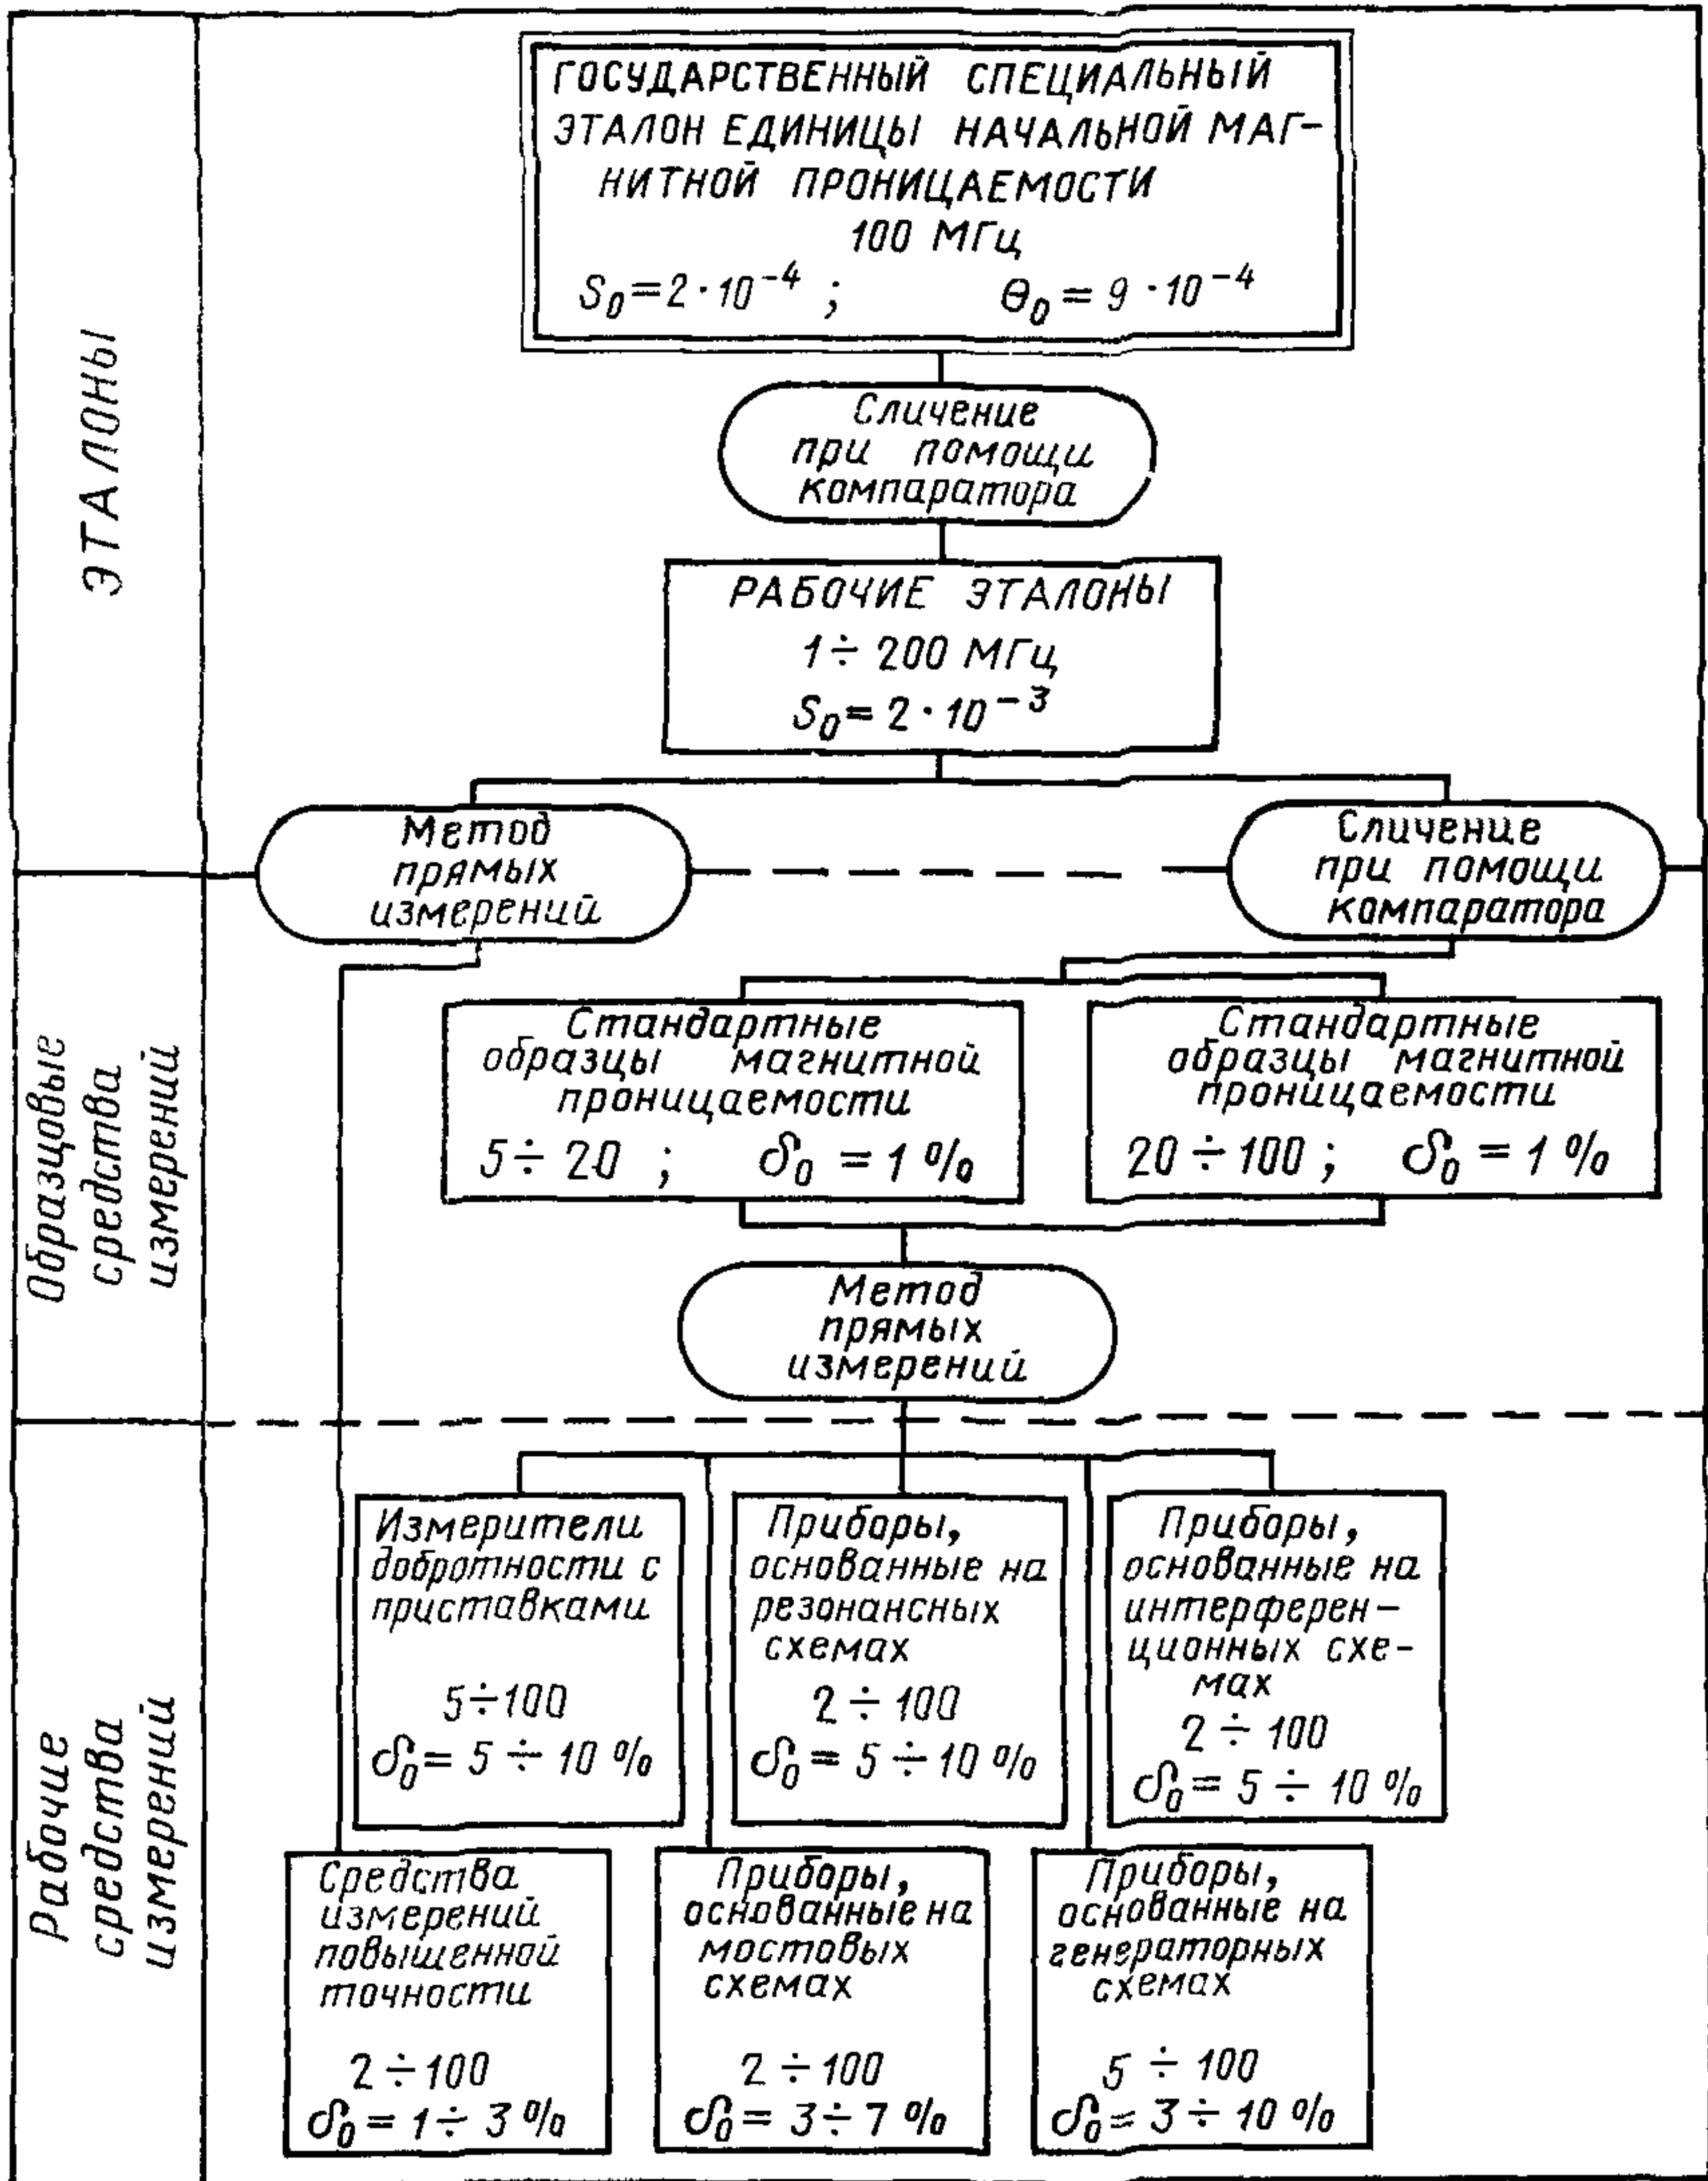 ЭТАЛОНЫ
ГОСУДАРСТВЕННЫЙ СПЕЦИАЛЬНЫЙ
ЭТАЛОН ЕДИНИЦЫ НАЧАЛЬНОЙ МАГ-
НИТНОЙ ПРОНИЦАЕМОСТИ
100 МГц
S₀ = 2 · 10⁻⁴ ; Θ₀ = 9 · 10⁻⁴
Сличение
при помощи
компаратора
РАБОЧИЕ ЭТАЛОНЫ
1 ÷ 200 МГц
S₀ = 2 · 10⁻³
Метод
прямых
измерений
Сличение
при помощи
компаратора
Образцовые
средства
измерений
Стандартные
образцы магнитной
проницаемости
5 ÷ 20 ; δ₀ = 1 %
Стандартные
образцы магнитной
проницаемости
20 ÷ 100 ; δ₀ = 1 %
Метод
прямых
измерений
Рабочие
средства
измерений
Измерители
добротности с
приставками
5 ÷ 100
δ₀ = 5 ÷ 10 %
Приборы,
основанные на
резонансных
схемах
2 ÷ 100
δ₀ = 5 ÷ 10 %
Приборы,
основанные на
интерферен-
ционных схе-
мах
2 ÷ 100
δ₀ = 5 ÷ 10 %
Средства
измерений
повышенной
точности
2 ÷ 100
δ₀ = 1 ÷ 3 %
Приборы,
основанные на
мостовых
схемах
2 ÷ 100
δ₀ = 3 ÷ 7 %
Приборы,
основанные на
генераторных
схемах
5 ÷ 100
δ₀ = 3 ÷ 10 %